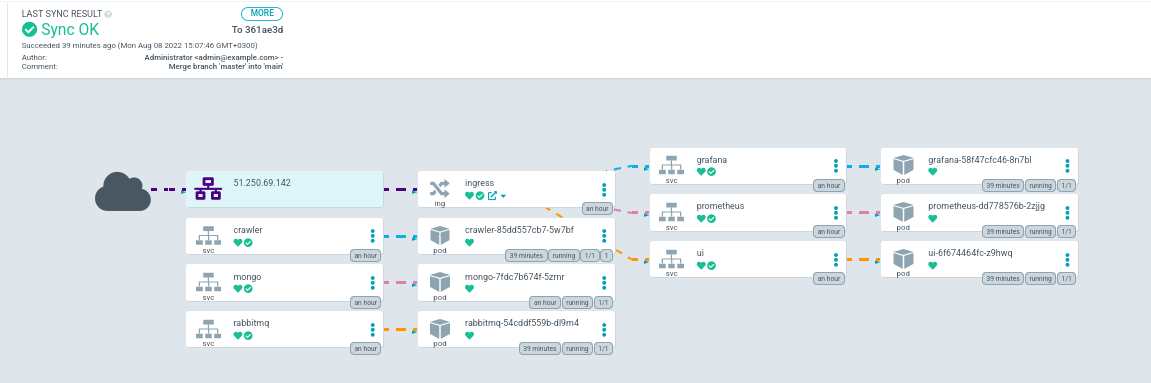 LAST SYNC RESULT
MORE
Sync OK
To 361ae3d
Succeeded 39 minutes ago (Mon Aug 08 2022 15:07:46 GMT+0300)
Author: Administrator <admin@example.com> -
Comment: Merge branch 'master' into 'main'
51.250.69.142
ingress
ing
an hour
grafana
svc
an hour
grafana-58f47cfc46-8n7bl
pod
39 minutes running 1/1
prometheus
svc
an hour
prometheus-dd778576b-2zjjg
pod
39 minutes running 1/1
crawler
svc
an hour
crawler-85dd557cb7-5w7bf
pod
39 minutes running 1/1 1
ui
svc
an hour
ui-6f674464fc-z9hwq
pod
39 minutes running 1/1
mongo
svc
an hour
mongo-7fdc7b674f-5zrnr
pod
an hour running 1/1
rabbitmq
svc
an hour
rabbitmq-54cddf559b-dl9m4
pod
39 minutes running 1/1